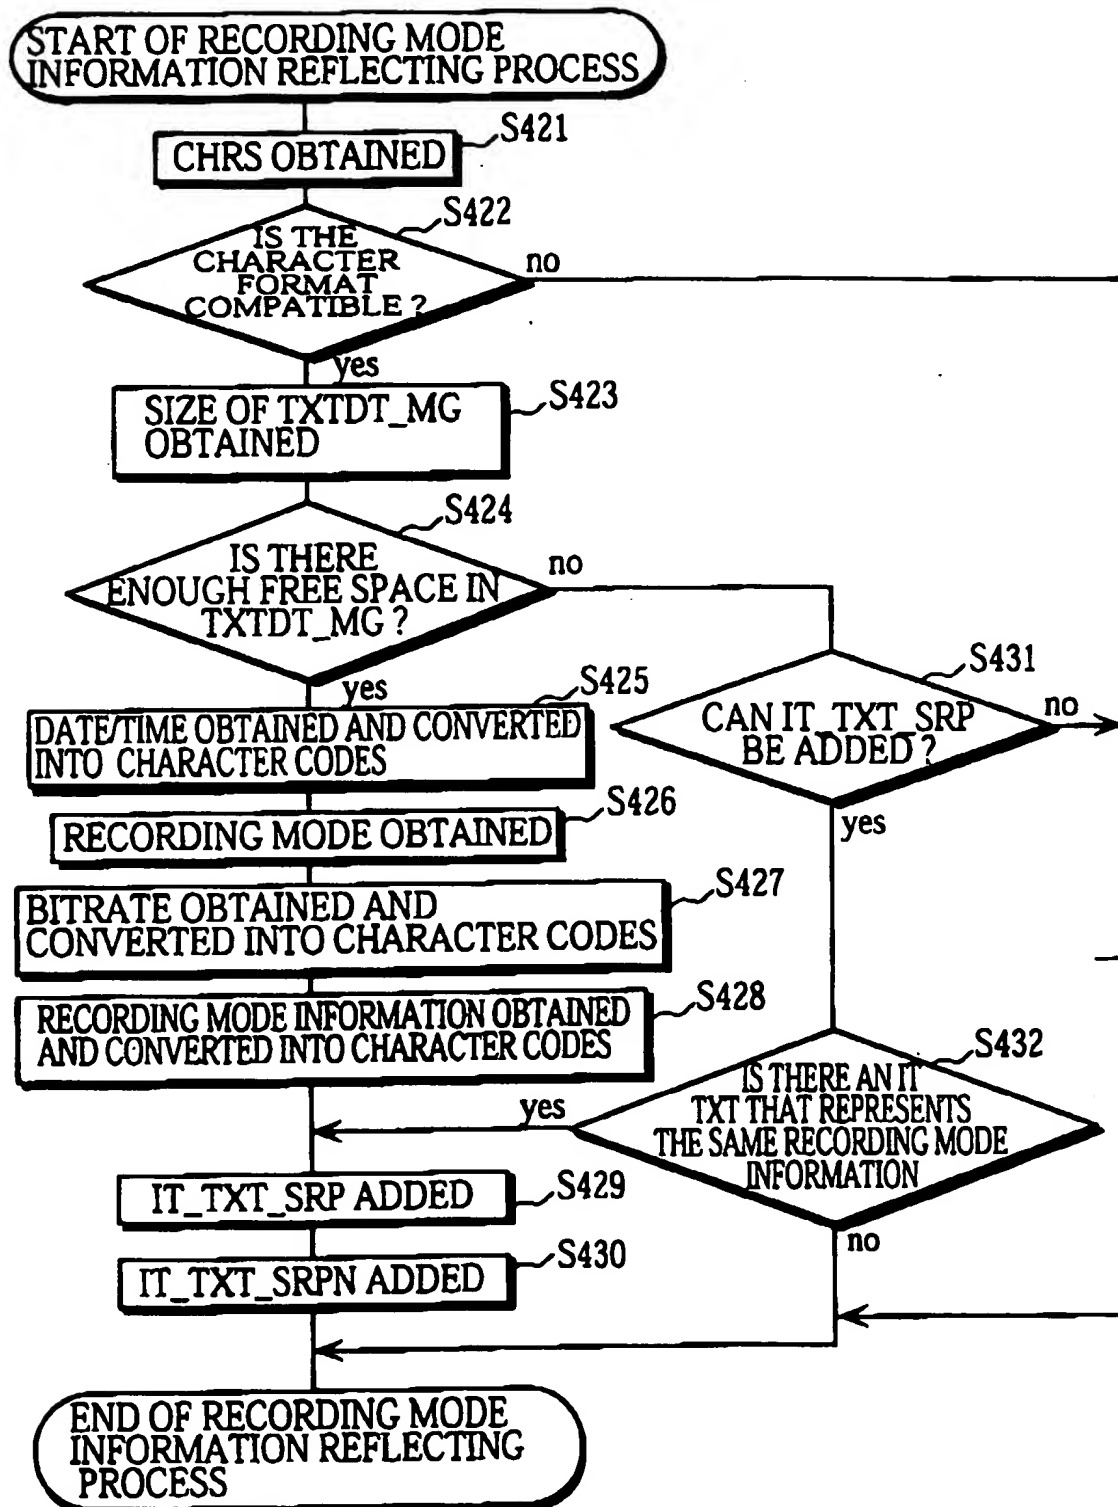 START OF RECORDING MODE
INFORMATION REFLECTING PROCESS
S421
CHRS OBTAINED
S422
IS THE
CHARACTER
FORMAT
COMPATIBLE ?
no
yes
S423
SIZE OF TXTDT_MG
OBTAINED
S424
IS THERE
ENOUGH FREE SPACE IN
TXTDT_MG ?
no
yes
S431
CAN IT_TXT_SRP
BE ADDED ?
no
yes
S425
DATE/TIME OBTAINED AND CONVERTED
INTO CHARACTER CODES
S426
RECORDING MODE OBTAINED
S427
BITRATE OBTAINED AND
CONVERTED INTO CHARACTER CODES
S428
RECORDING MODE INFORMATION OBTAINED
AND CONVERTED INTO CHARACTER CODES
S432
IS THERE AN IT
TXT THAT REPRESENTS
THE SAME RECORDING MODE
INFORMATION
yes
no
S429
IT_TXT_SRP ADDED
S430
IT_TXT_SRPN ADDED
END OF RECORDING MODE
INFORMATION REFLECTING
PROCESS